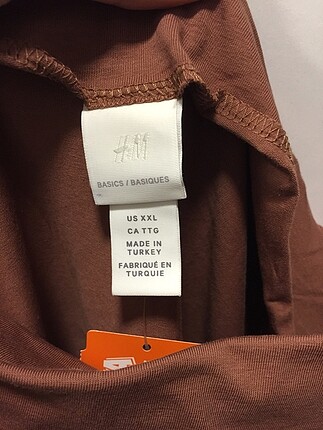 H&M
BASICS / BASIQUES
US XXL
CA TTG
MADE IN
TURKEY
FABRIQUÉ EN
TURQUIE